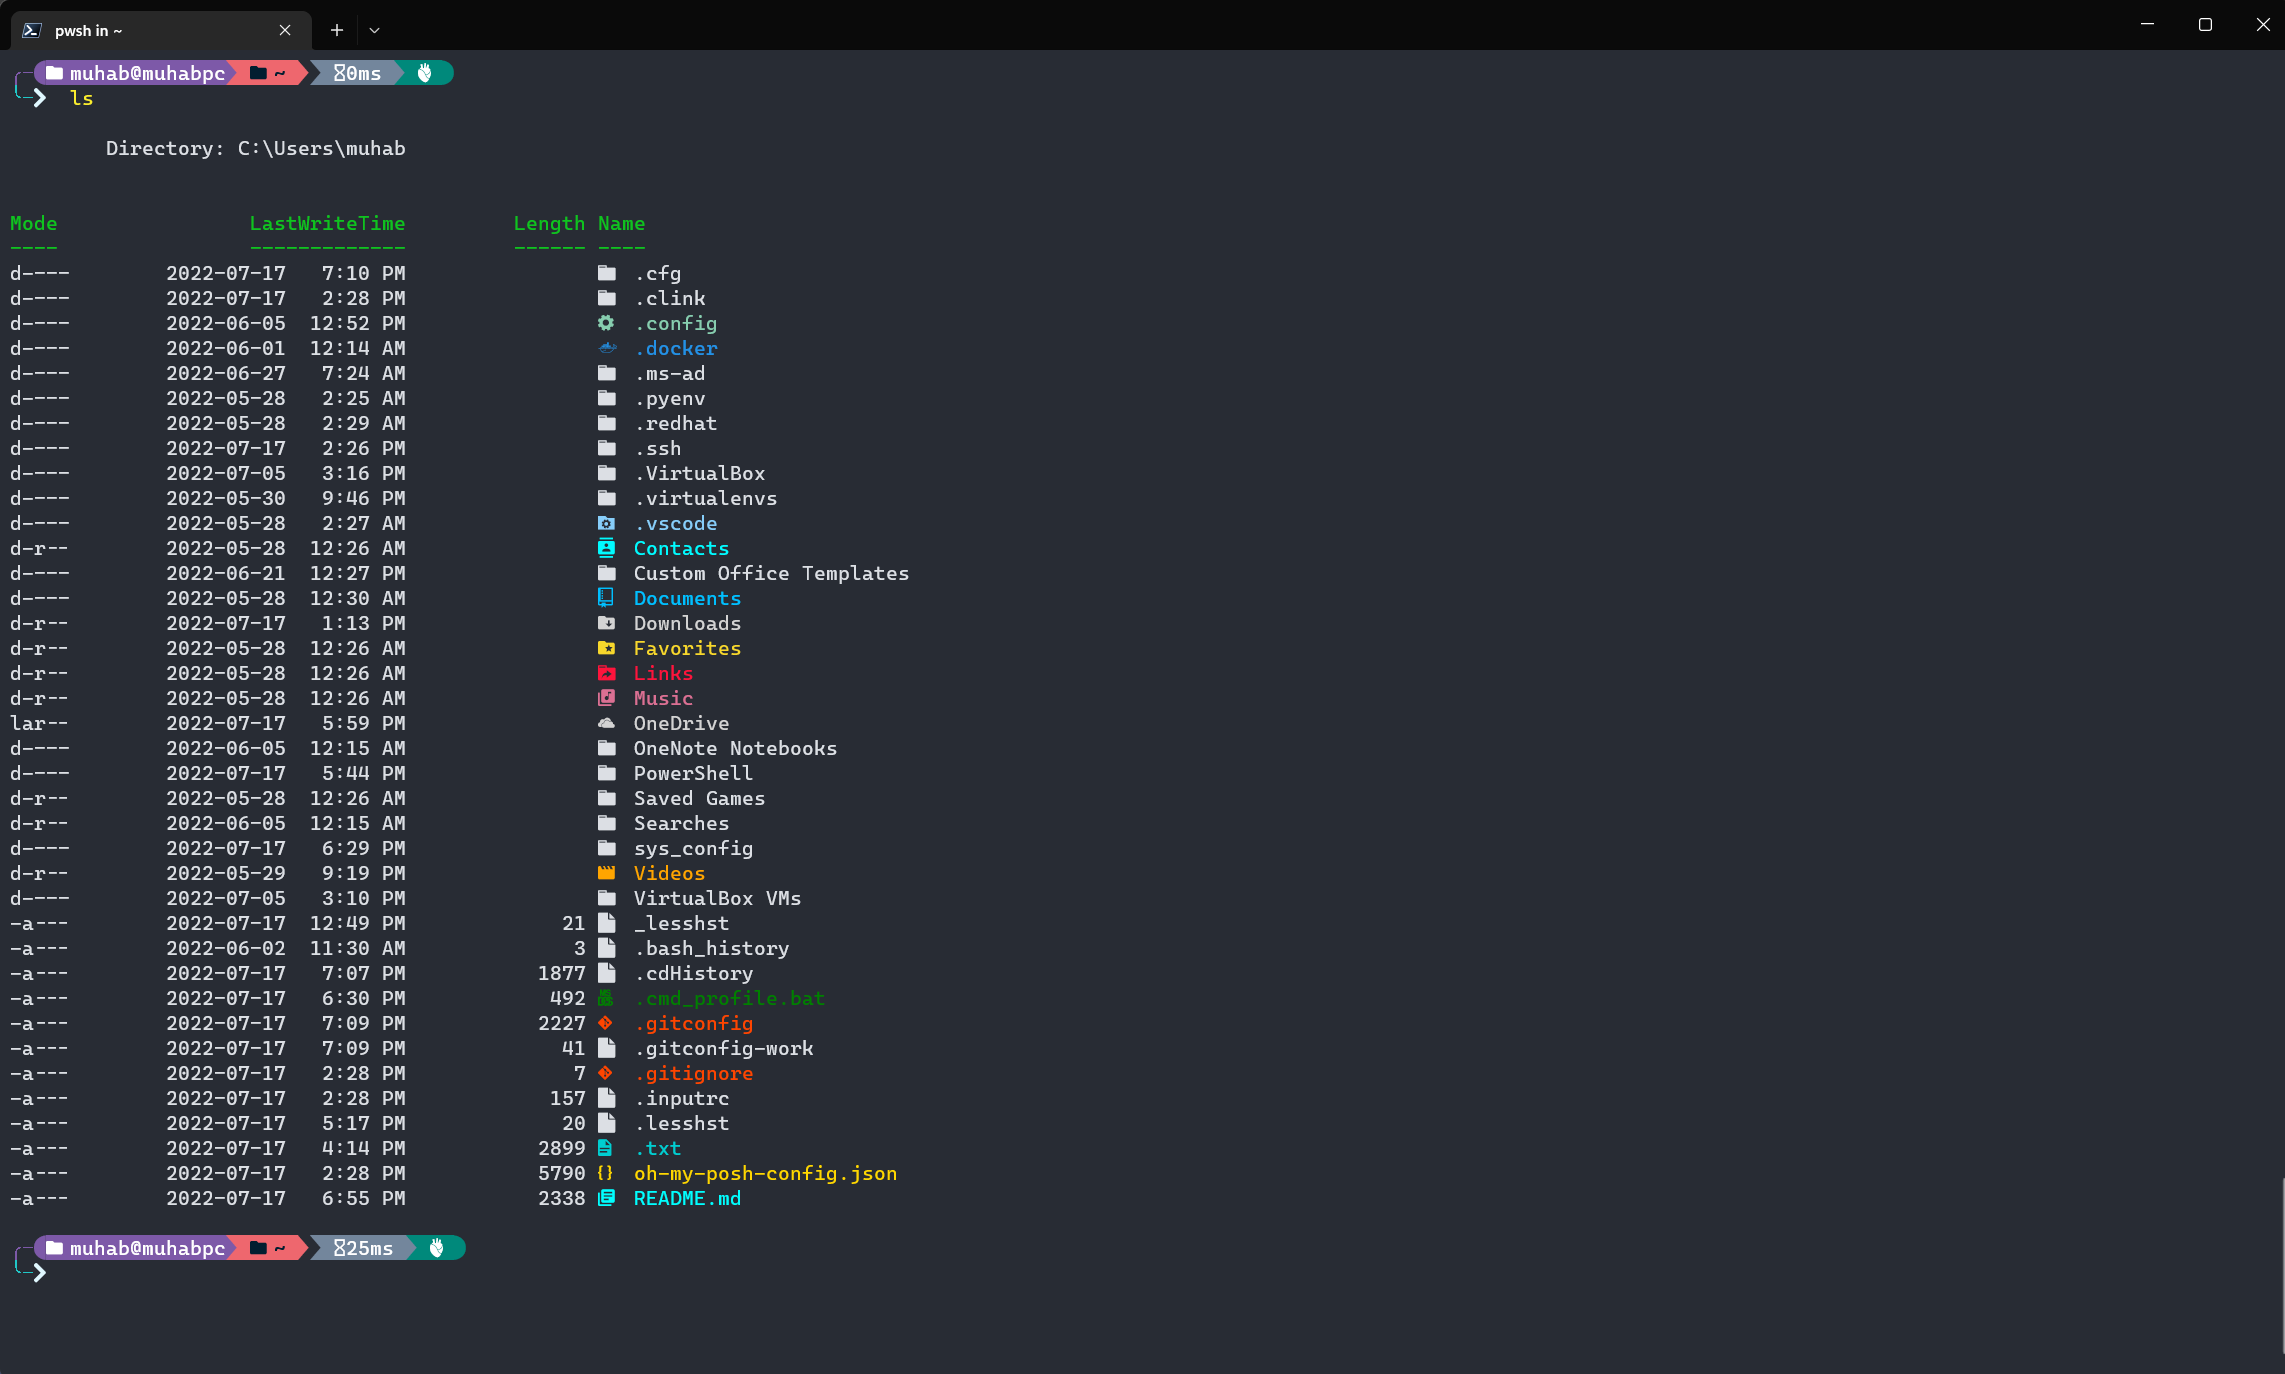 pwsh in ~
muhab@muhabpc ~ 0ms
ls
Directory: C:\Users\muhab
Mode LastWriteTime Length Name
---- ------------- ------ ----
d---- 2022-07-17 7:10 PM .cfg
d---- 2022-07-17 2:28 PM .clink
d---- 2022-06-05 12:52 PM .config
d---- 2022-06-01 12:14 AM .docker
d---- 2022-06-27 7:24 AM .ms-ad
d---- 2022-05-28 2:25 AM .pyenv
d---- 2022-05-28 2:29 AM .redhat
d---- 2022-07-17 2:26 PM .ssh
d---- 2022-07-05 3:16 PM .VirtualBox
d---- 2022-05-30 9:46 PM .virtualenvs
d---- 2022-05-28 2:27 AM .vscode
d-r-- 2022-05-28 12:26 AM Contacts
d---- 2022-06-21 12:27 PM Custom Office Templates
d---- 2022-05-28 12:30 AM Documents
d-r-- 2022-07-17 1:13 PM Downloads
d-r-- 2022-05-28 12:26 AM Favorites
d-r-- 2022-05-28 12:26 AM Links
d-r-- 2022-05-28 12:26 AM Music
lar-- 2022-07-17 5:59 PM OneDrive
d---- 2022-06-05 12:15 AM OneNote Notebooks
d---- 2022-07-17 5:44 PM PowerShell
d-r-- 2022-05-28 12:26 AM Saved Games
d-r-- 2022-06-05 12:15 AM Searches
d---- 2022-07-17 6:29 PM sys_config
d-r-- 2022-05-29 9:19 PM Videos
d---- 2022-07-05 3:10 PM VirtualBox VMs
-a--- 2022-07-17 12:49 PM 21 _lesshst
-a--- 2022-06-02 11:30 AM 3 .bash_history
-a--- 2022-07-17 7:07 PM 1877 .cdHistory
-a--- 2022-07-17 6:30 PM 492 .cmd_profile.bat
-a--- 2022-07-17 7:09 PM 2227 .gitconfig
-a--- 2022-07-17 7:09 PM 41 .gitconfig-work
-a--- 2022-07-17 2:28 PM 7 .gitignore
-a--- 2022-07-17 2:28 PM 157 .inputrc
-a--- 2022-07-17 5:17 PM 20 .lesshst
-a--- 2022-07-17 4:14 PM 2899 .txt
-a--- 2022-07-17 2:28 PM 5790 oh-my-posh-config.json
-a--- 2022-07-17 6:55 PM 2338 README.md
muhab@muhabpc ~ 25ms